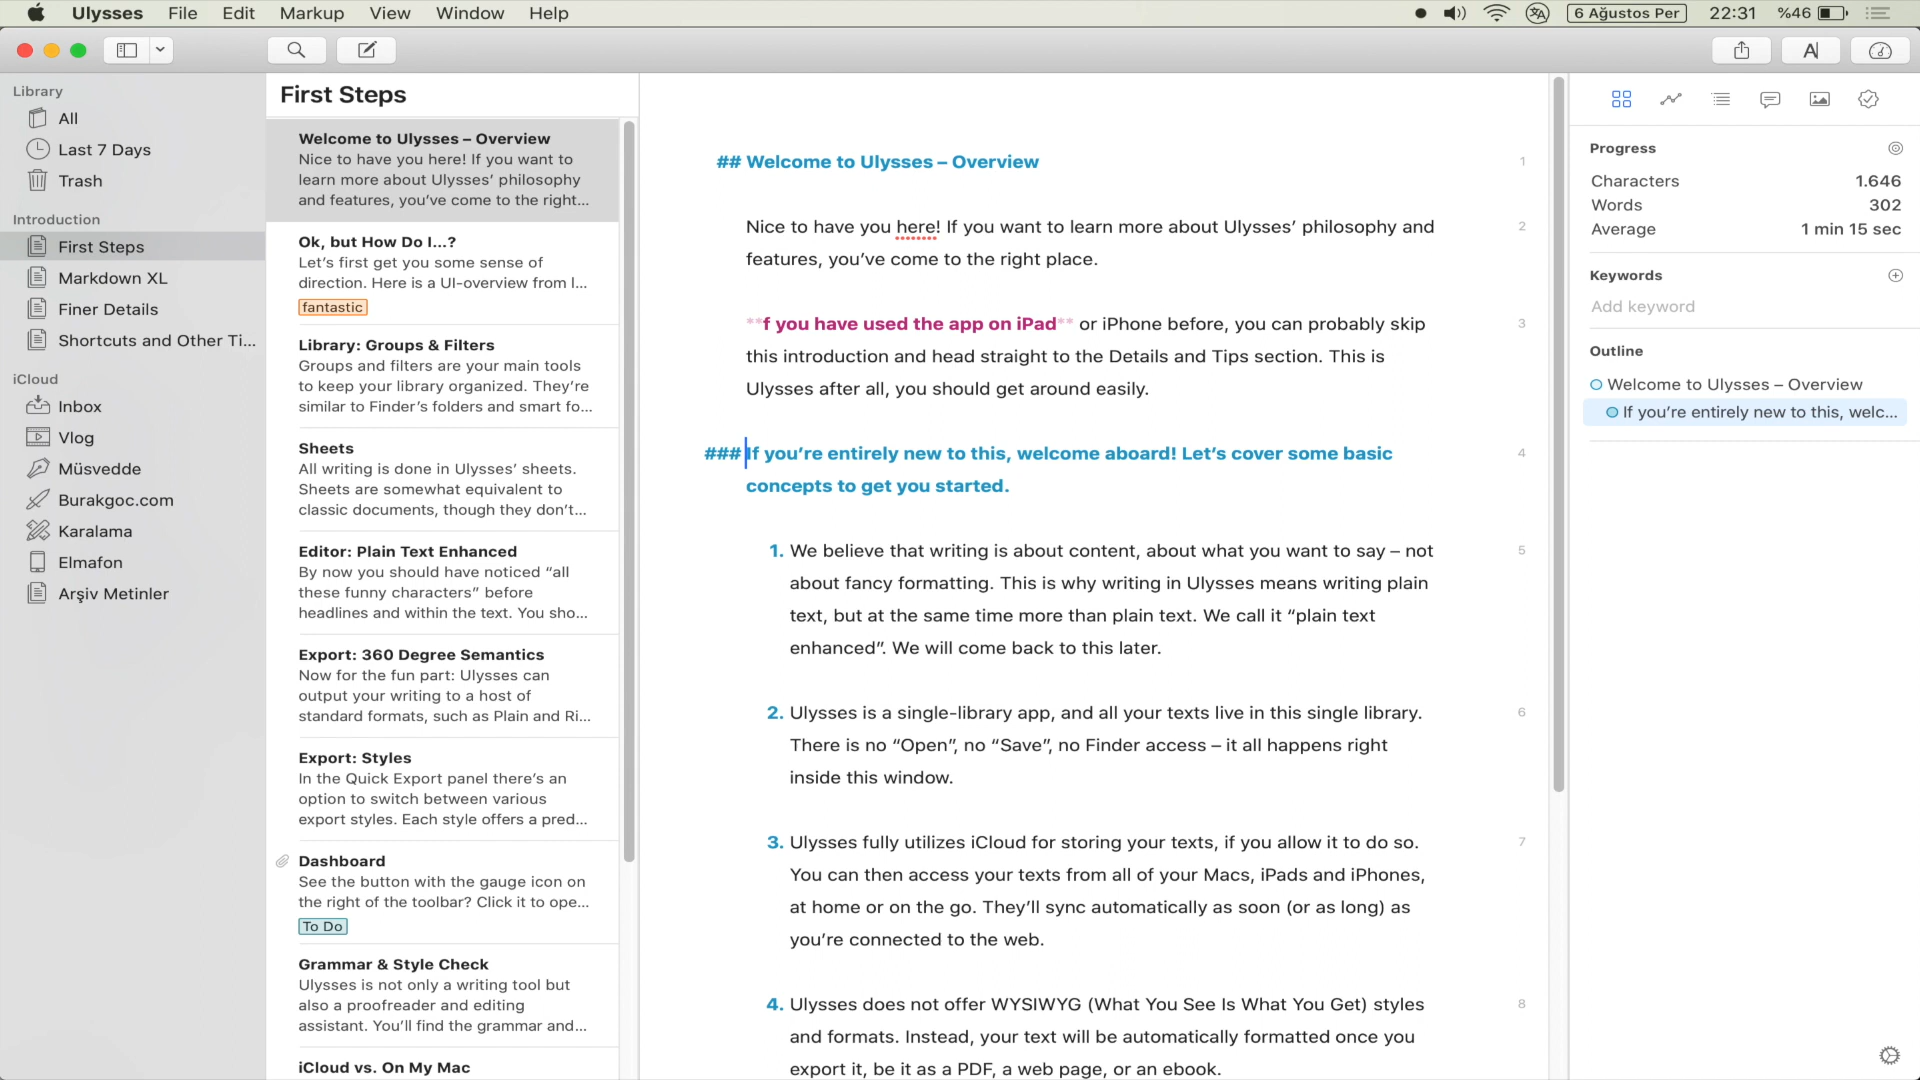 Ulysses File Edit Markup View Window Help
6 Ağustos Per 22:31 %46
Library
All
Last 7 Days
Trash
Introduction
First Steps
Markdown XL
Finer Details
Shortcuts and Other Ti...
iCloud
Inbox
Vlog
Müsvedde
Burakgoc.com
Karalama
Elmafon
Arşiv Metinler
First Steps
Welcome to Ulysses – Overview
Nice to have you here! If you want to
learn more about Ulysses’ philosophy
and features, you’ve come to the right...
Ok, but How Do I...?
Let’s first get you some sense of
direction. Here is a UI-overview from l...
fantastic
Library: Groups & Filters
Groups and filters are your main tools
to keep your library organized. They’re
similar to Finder’s folders and smart fo...
Sheets
All writing is done in Ulysses’ sheets.
Sheets are somewhat equivalent to
classic documents, though they don’t...
Editor: Plain Text Enhanced
By now you should have noticed “all
these funny characters” before
headlines and within the text. You sho...
Export: 360 Degree Semantics
Now for the fun part: Ulysses can
output your writing to a host of
standard formats, such as Plain and Ri...
Export: Styles
In the Quick Export panel there’s an
option to switch between various
export styles. Each style offers a pred...
Dashboard
See the button with the gauge icon on
the right of the toolbar? Click it to ope...
To Do
Grammar & Style Check
Ulysses is not only a writing tool but
also a proofreader and editing
assistant. You’ll find the grammar and...
iCloud vs. On My Mac
## Welcome to Ulysses – Overview 1
Nice to have you here! If you want to learn more about Ulysses’ philosophy and 2
features, you’ve come to the right place.
**f you have used the app on iPad** or iPhone before, you can probably skip 3
this introduction and head straight to the Details and Tips section. This is
Ulysses after all, you should get around easily.
### If you’re entirely new to this, welcome aboard! Let’s cover some basic 4
concepts to get you started.
1. We believe that writing is about content, about what you want to say – not 5
about fancy formatting. This is why writing in Ulysses means writing plain
text, but at the same time more than plain text. We call it “plain text
enhanced”. We will come back to this later.
2. Ulysses is a single-library app, and all your texts live in this single library. 6
There is no “Open”, no “Save”, no Finder access – it all happens right
inside this window.
3. Ulysses fully utilizes iCloud for storing your texts, if you allow it to do so. 7
You can then access your texts from all of your Macs, iPads and iPhones,
at home or on the go. They’ll sync automatically as soon (or as long) as
you’re connected to the web.
4. Ulysses does not offer WYSIWYG (What You See Is What You Get) styles 8
and formats. Instead, your text will be automatically formatted once you
export it, be it as a PDF, a web page, or an ebook.
Progress
Characters 1.646
Words 302
Average 1 min 15 sec
Keywords
Add keyword
Outline
Welcome to Ulysses – Overview
If you’re entirely new to this, welc...